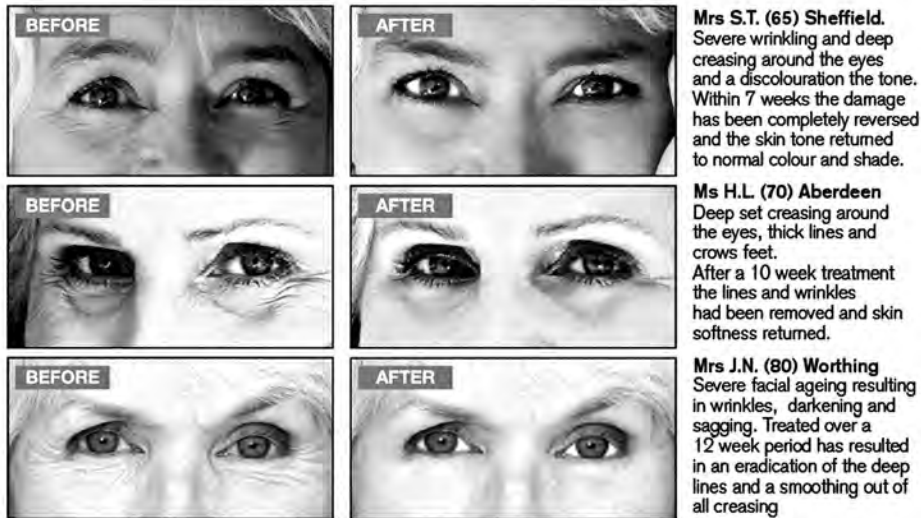 BEFORE
AFTER
Mrs S.T. (65) Sheffield.
Severe wrinkling and deep
creasing around the eyes
and a discolouration the tone.
Within 7 weeks the damage
has been completely reversed
and the skin tone returned
to normal colour and shade.
BEFORE
AFTER
Ms H.L. (70) Aberdeen
Deep set creasing around
the eyes, thick lines and
crows feet.
After a 10 week treatment
the lines and wrinkles
had been removed and skin
softness returned.
BEFORE
AFTER
Mrs J.N. (80) Worthing
Severe facial ageing resulting
in wrinkles, darkening and
sagging. Treated over a
12 week period has resulted
in an eradication of the deep
lines and a smoothing out of
all creasing